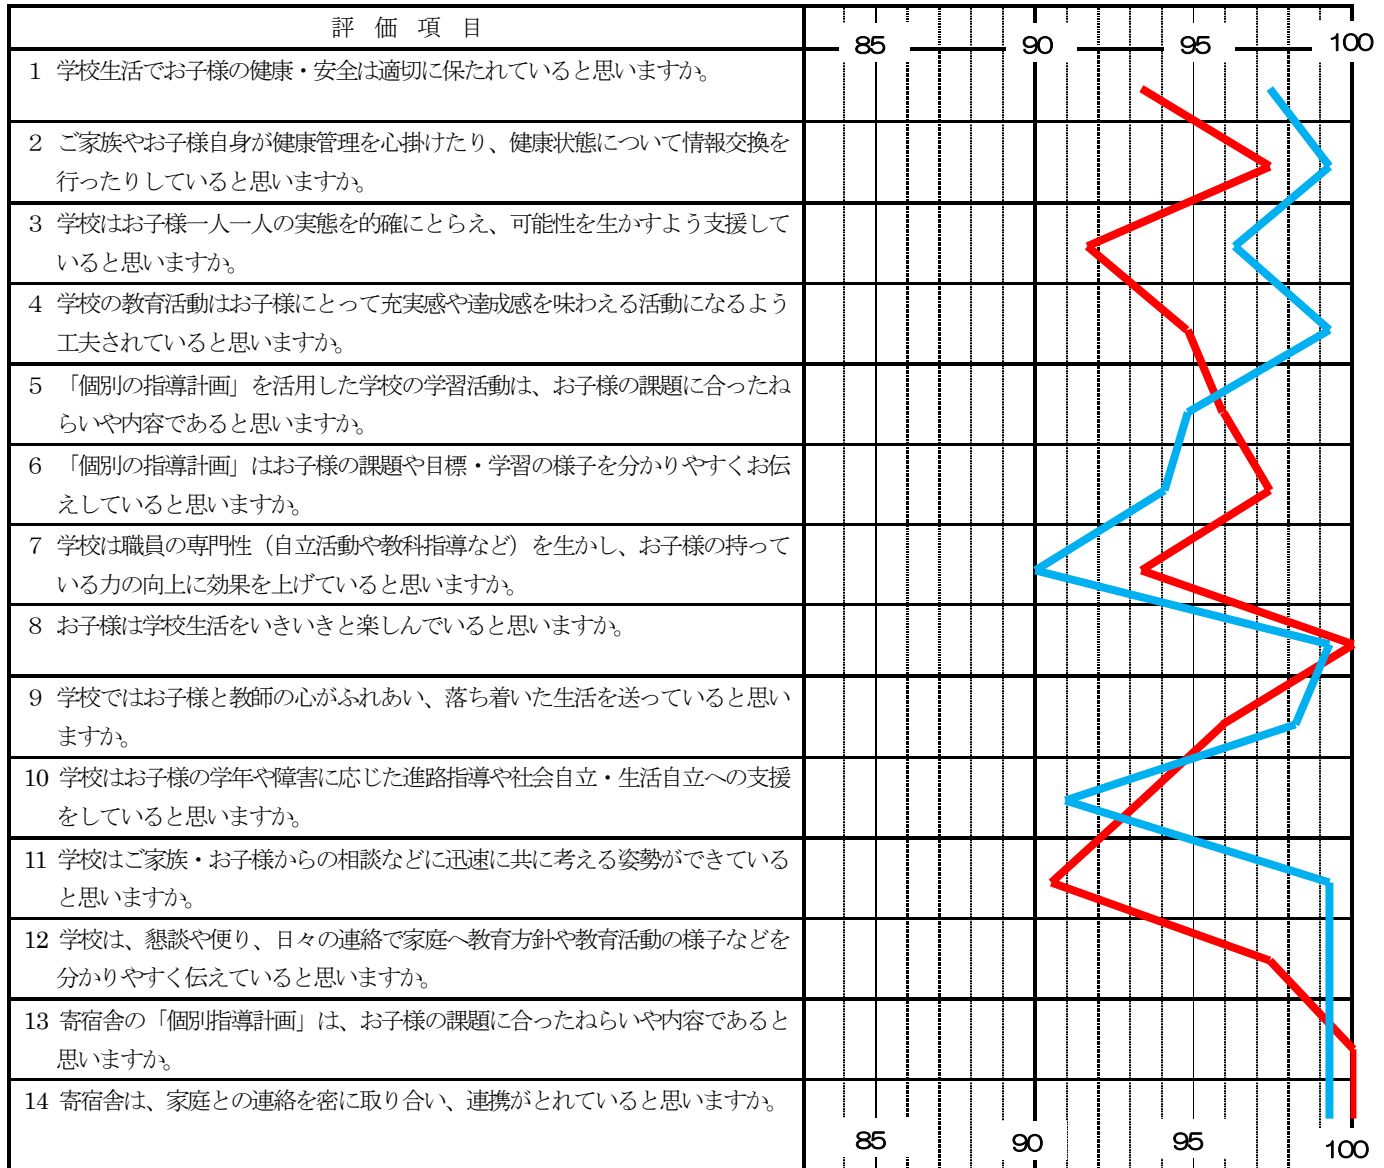 評価項目
85 90 95 100
1 学校生活でお子様の健康・安全は適切に保たれていると思いますか。
2 ご家族やお子様自身が健康管理を心掛けたり、健康状態について情報交換を
行ったりしていると思いますか。
3 学校はお子様一人一人の実態を的確にとらえ、可能性を生かすよう支援して
いると思いますか。
4 学校の教育活動はお子様にとって充実感や達成感を味わえる活動になるよう
工夫されていると思いますか。
5 「個別の指導計画」を活用した学校の学習活動は、お子様の課題に合ったね
らいや内容であると思いますか。
6 「個別の指導計画」はお子様の課題や目標・学習の様子を分かりやすくお伝
えしていると思いますか。
7 学校は職員の専門性（自立活動や教科指導など）を生かし、お子様の持って
いる力の向上に効果を上げていると思いますか。
8 お子様は学校生活をいきいきと楽しんでいると思いますか。
9 学校ではお子様と教師の心がふれあい、落ち着いた生活を送っていると思い
ますか。
10 学校はお子様の学年や障害に応じた進路指導や社会自立・生活自立への支援
をしていると思いますか。
11 学校はご家族・お子様からの相談などに迅速に共に考える姿勢ができている
と思いますか。
12 学校は、懇談や便り、日々の連絡で家庭へ教育方針や教育活動の様子などを
分かりやすく伝えていると思いますか。
13 寄宿舎の「個別指導計画」は、お子様の課題に合ったねらいや内容であると
思いますか。
14 寄宿舎は、家庭との連絡を密に取り合い、連携がとれていると思いますか。
85 90 95 100